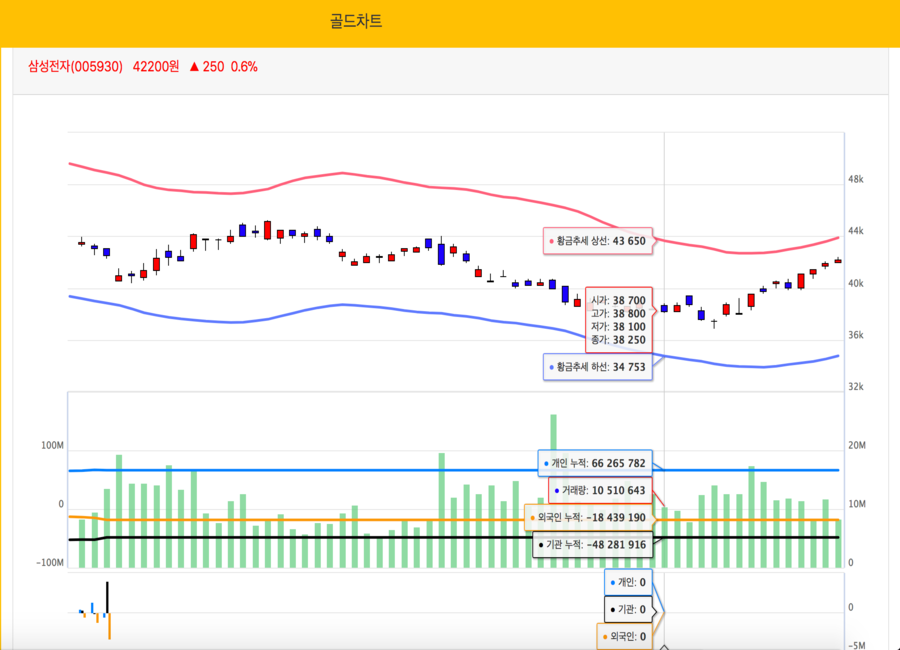 골드차트
삼성전자(005930) 42200원 ▲ 250 0.6%
48k
44k
40k
36k
32k
● 황금추세 상선: 43 650
시가: 38 700
고가: 38 800
저가: 38 100
종가: 38 250
● 황금추세 하선: 34 753
100M
0
-100M
20M
10M
0
● 개인 누적: 66 265 782
● 거래량: 10 510 643
● 외국인 누적: -18 439 190
● 기관 누적: -48 281 916
● 개인: 0
● 기관: 0
● 외국인: 0
0
-5M